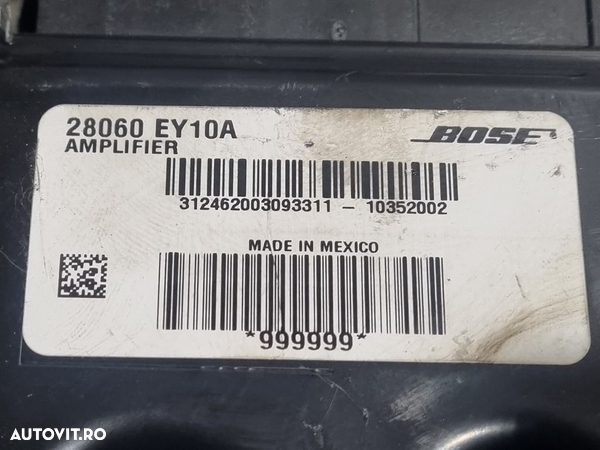 28060 EY10A
AMPLIFIER
BOSE
312462003093311 - 10352002
MADE IN MEXICO
*999999*
AUTOVIT.RO